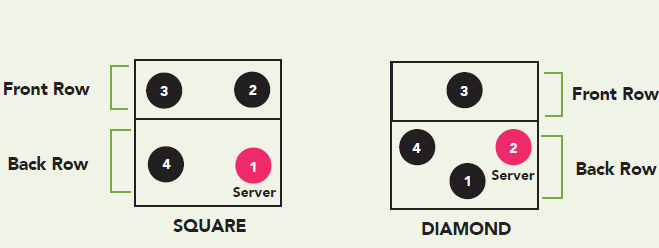 Front Row
3
2
Back Row
4
1
Server
SQUARE
3
Front Row
4
2
1
Server
Back Row
DIAMOND